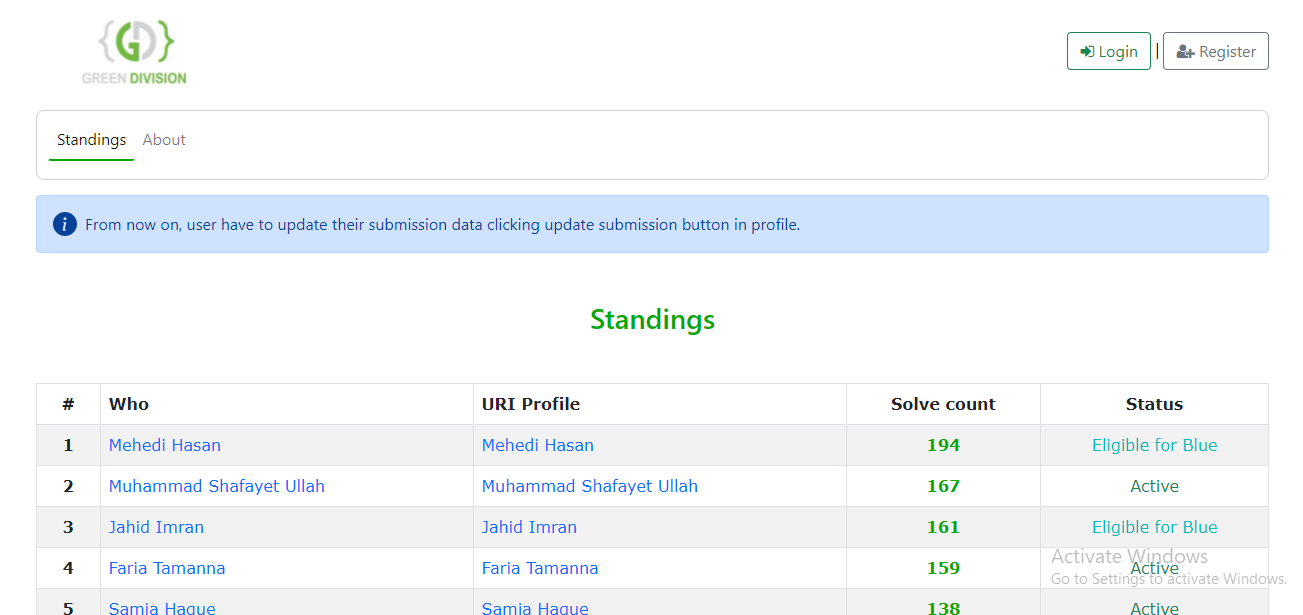 GD
GREEN DIVISION
Login | Register
Standings About
i From now on, user have to update their submission data clicking update submission button in profile.
Standings
# Who URI Profile Solve count Status
1 Mehedi Hasan Mehedi Hasan 194 Eligible for Blue
2 Muhammad Shafayet Ullah Muhammad Shafayet Ullah 167 Active
3 Jahid Imran Jahid Imran 161 Eligible for Blue
4 Faria Tamanna Faria Tamanna 159 Active
Activate Windows
Go to Settings to activate Windows.
5 Samia Haque Samia Haque 138 Active